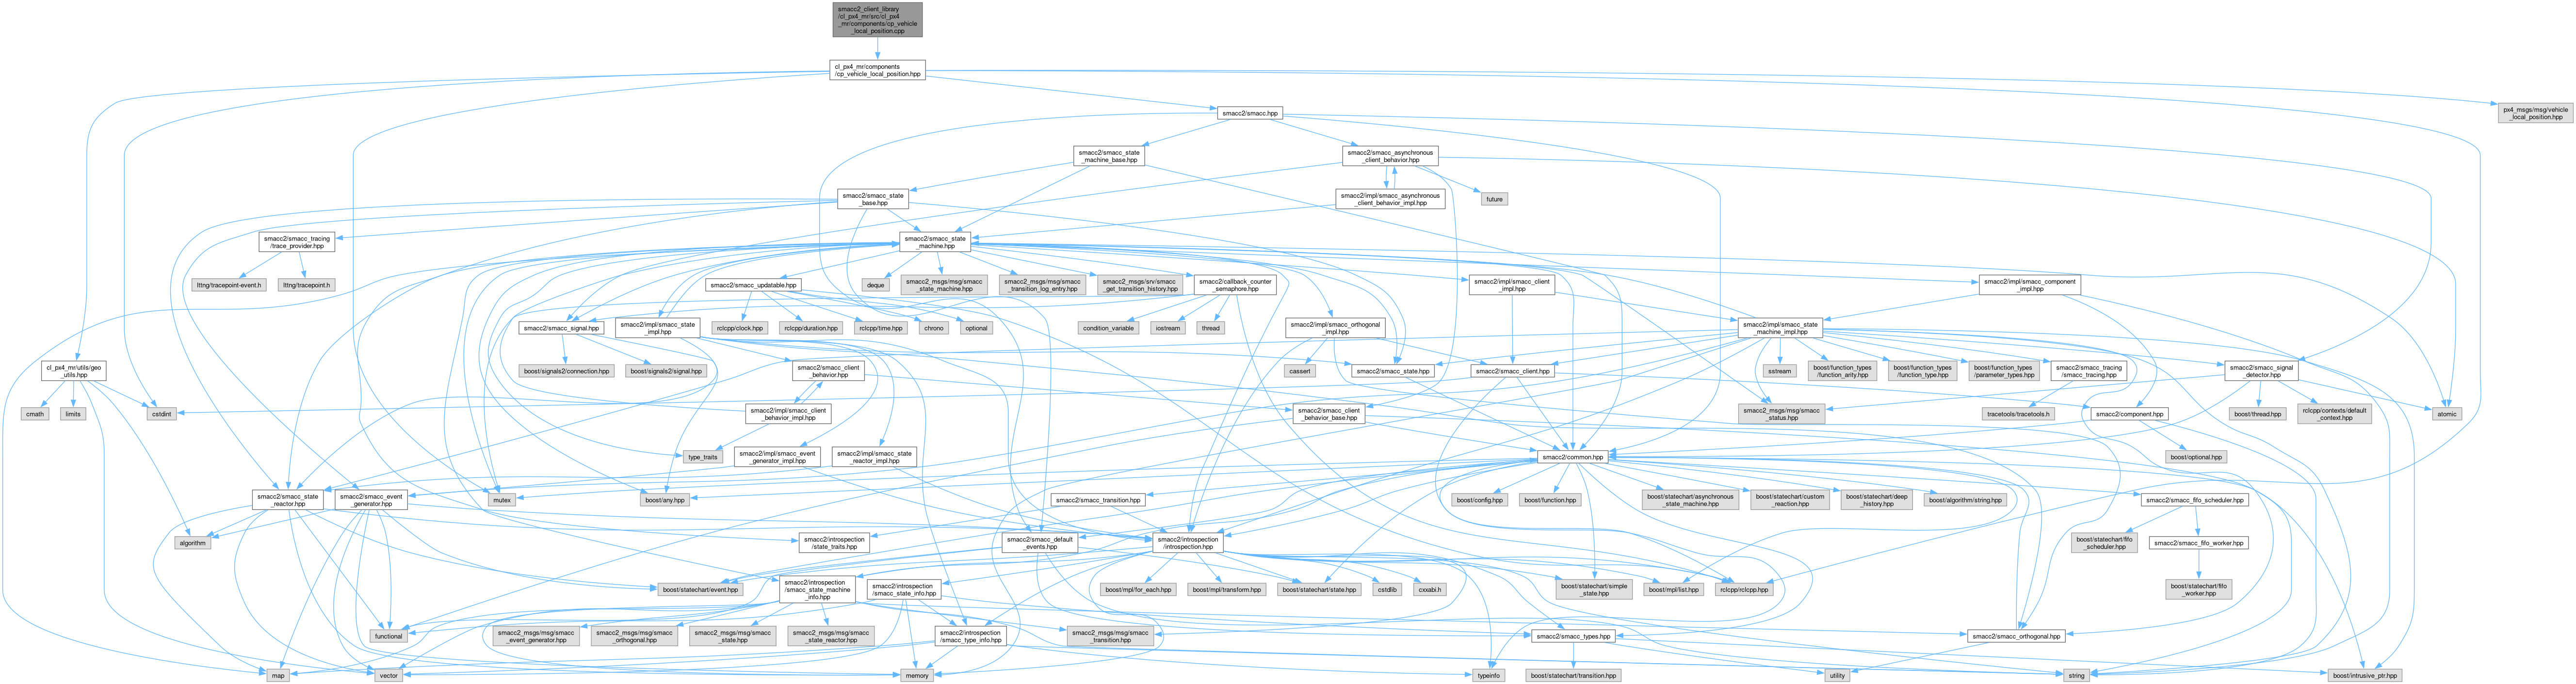 smacc2_client_library
/cl_px4_mr/src/cl_px4
_mr/components/cp_vehicle
_local_position.cpp
cl_px4_mr/components
/cp_vehicle_local_position.hpp
smacc2/smacc.hpp
px4_msgs/msg/vehicle
_local_position.hpp
smacc2/smacc_state
_machine_base.hpp
smacc2/smacc_asynchronous
_client_behavior.hpp
smacc2/smacc_state
_base.hpp
smacc2/impl/smacc_asynchronous
_client_behavior_impl.hpp
future
smacc2/smacc_tracing
/trace_provider.hpp
smacc2/smacc_state
_machine.hpp
lttng/tracepoint-event.h
lttng/tracepoint.h
smacc2/smacc_updatable.hpp
deque
smacc2_msgs/msg/smacc
_state_machine.hpp
smacc2_msgs/msg/smacc
_transition_log_entry.hpp
smacc2_msgs/srv/smacc
_get_transition_history.hpp
smacc2/callback_counter
_semaphore.hpp
smacc2/impl/smacc_client
_impl.hpp
smacc2/impl/smacc_component
_impl.hpp
smacc2/smacc_signal.hpp
smacc2/impl/smacc_state
_impl.hpp
rclcpp/clock.hpp
rclcpp/duration.hpp
rclcpp/time.hpp
chrono
optional
condition_variable
iostream
thread
smacc2/impl/smacc_orthogonal
_impl.hpp
smacc2/impl/smacc_state
_machine_impl.hpp
cl_px4_mr/utils/geo
_utils.hpp
boost/signals2/connection.hpp
boost/signals2/signal.hpp
smacc2/smacc_client
_behavior.hpp
cassert
smacc2/smacc_state.hpp
smacc2/smacc_client.hpp
sstream
boost/function_types
/function_arity.hpp
boost/function_types
/function_type.hpp
boost/function_types
/parameter_types.hpp
smacc2/smacc_tracing
/smacc_tracing.hpp
smacc2/smacc_signal
_detector.hpp
cmath
limits
cstdint
smacc2/impl/smacc_client
_behavior_impl.hpp
smacc2/smacc_client
_behavior_base.hpp
smacc2_msgs/msg/smacc
_status.hpp
tracetools/tracetools.h
smacc2/component.hpp
boost/thread.hpp
rclcpp/contexts/default
_context.hpp
atomic
type_traits
smacc2/impl/smacc_event
_generator_impl.hpp
smacc2/impl/smacc_state
_reactor_impl.hpp
smacc2/common.hpp
boost/optional.hpp
smacc2/smacc_state
_reactor.hpp
smacc2/smacc_event
_generator.hpp
mutex
boost/any.hpp
smacc2/smacc_transition.hpp
boost/config.hpp
boost/function.hpp
boost/statechart/asynchronous
_state_machine.hpp
boost/statechart/custom
_reaction.hpp
boost/statechart/deep
_history.hpp
boost/algorithm/string.hpp
smacc2/smacc_fifo_scheduler.hpp
algorithm
smacc2/introspection
/state_traits.hpp
smacc2/smacc_default
_events.hpp
smacc2/introspection
/introspection.hpp
boost/statechart/fifo
_scheduler.hpp
smacc2/smacc_fifo_worker.hpp
boost/statechart/event.hpp
smacc2/introspection
/smacc_state_machine
_info.hpp
smacc2/introspection
/smacc_state_info.hpp
boost/mpl/for_each.hpp
boost/mpl/transform.hpp
boost/statechart/state.hpp
cstdlib
cxxabi.h
boost/statechart/simple
_state.hpp
boost/mpl/list.hpp
rclcpp/rclcpp.hpp
boost/statechart/fifo
_worker.hpp
functional
smacc2_msgs/msg/smacc
_event_generator.hpp
smacc2_msgs/msg/smacc
_orthogonal.hpp
smacc2_msgs/msg/smacc
_state.hpp
smacc2_msgs/msg/smacc
_state_reactor.hpp
smacc2/introspection
/smacc_type_info.hpp
smacc2_msgs/msg/smacc
_transition.hpp
smacc2/smacc_types.hpp
smacc2/smacc_orthogonal.hpp
map
vector
memory
typeinfo
boost/statechart/transition.hpp
utility
string
boost/intrusive_ptr.hpp